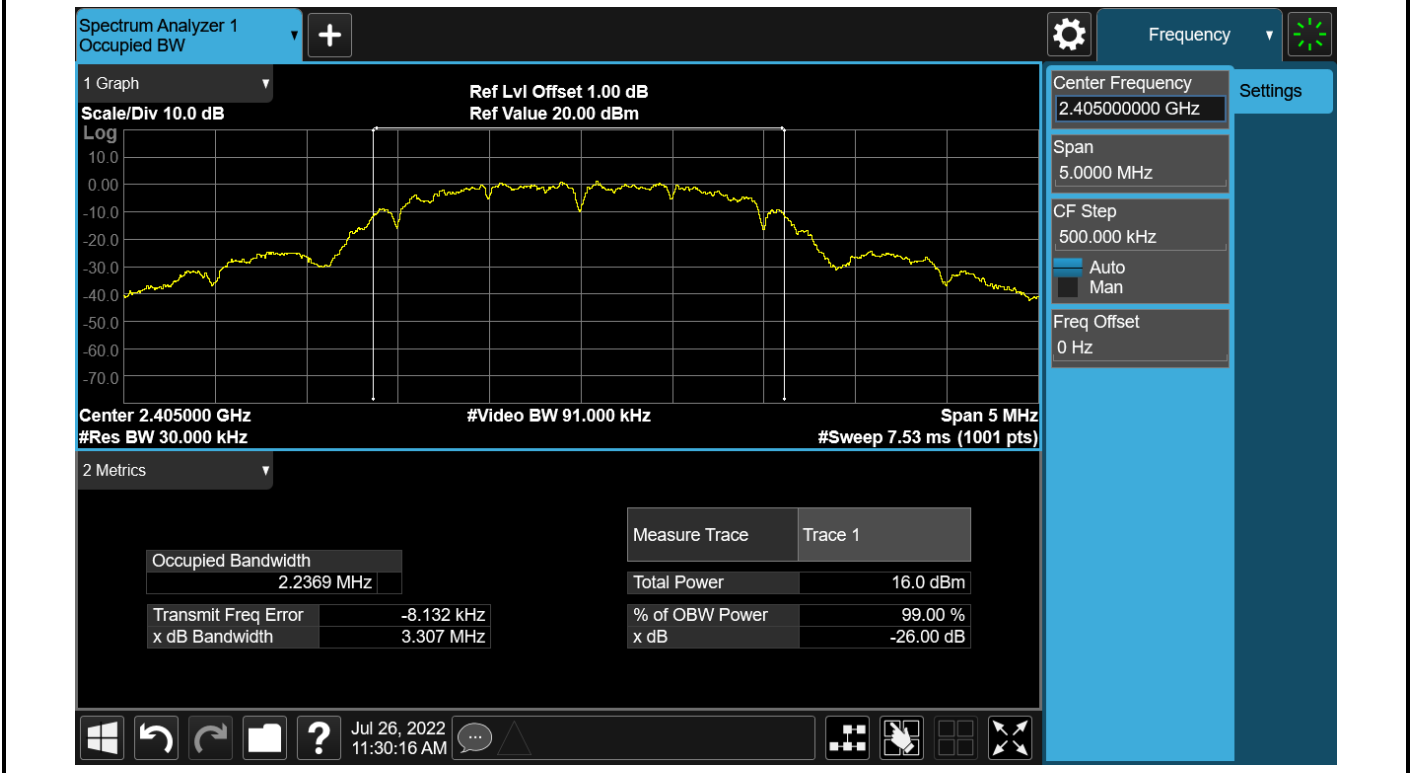 Spectrum Analyzer 1
Occupied BW
+
Frequency
1 Graph
Ref Lvl Offset 1.00 dB
Scale/Div 10.0 dB
Ref Value 20.00 dBm
Log
10.0
0.00
-10.0
-20.0
-30.0
-40.0
-50.0
-60.0
-70.0
Center 2.405000 GHz
#Video BW 91.000 kHz
Span 5 MHz
#Res BW 30.000 kHz
#Sweep 7.53 ms (1001 pts)
Center Frequency
2.405000000 GHz
Settings
Span
5.0000 MHz
CF Step
500.000 kHz
Auto
Man
Freq Offset
0 Hz
2 Metrics
Measure Trace Trace 1
Occupied Bandwidth
2.2369 MHz
Total Power 16.0 dBm
Transmit Freq Error -8.132 kHz
% of OBW Power 99.00 %
x dB Bandwidth 3.307 MHz
x dB -26.00 dB
?
Jul 26, 2022
11:30:16 AM